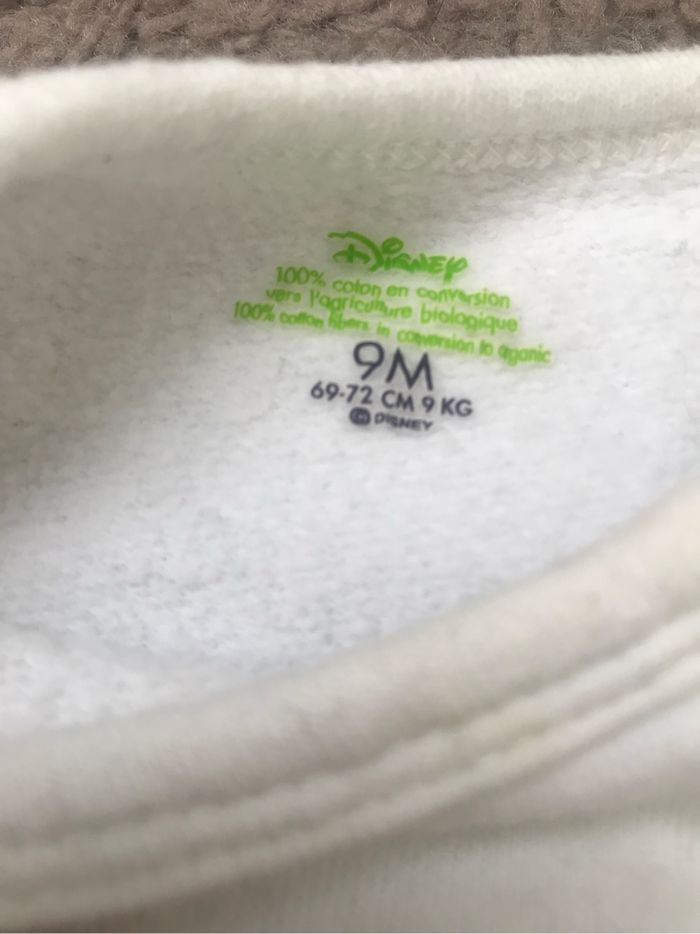 Disney
100% coton en conversion
vers l'agriculture biologique
100% cotton fibers in conversion to aganic
9M
69-72 CM 9 KG
© DISNEY